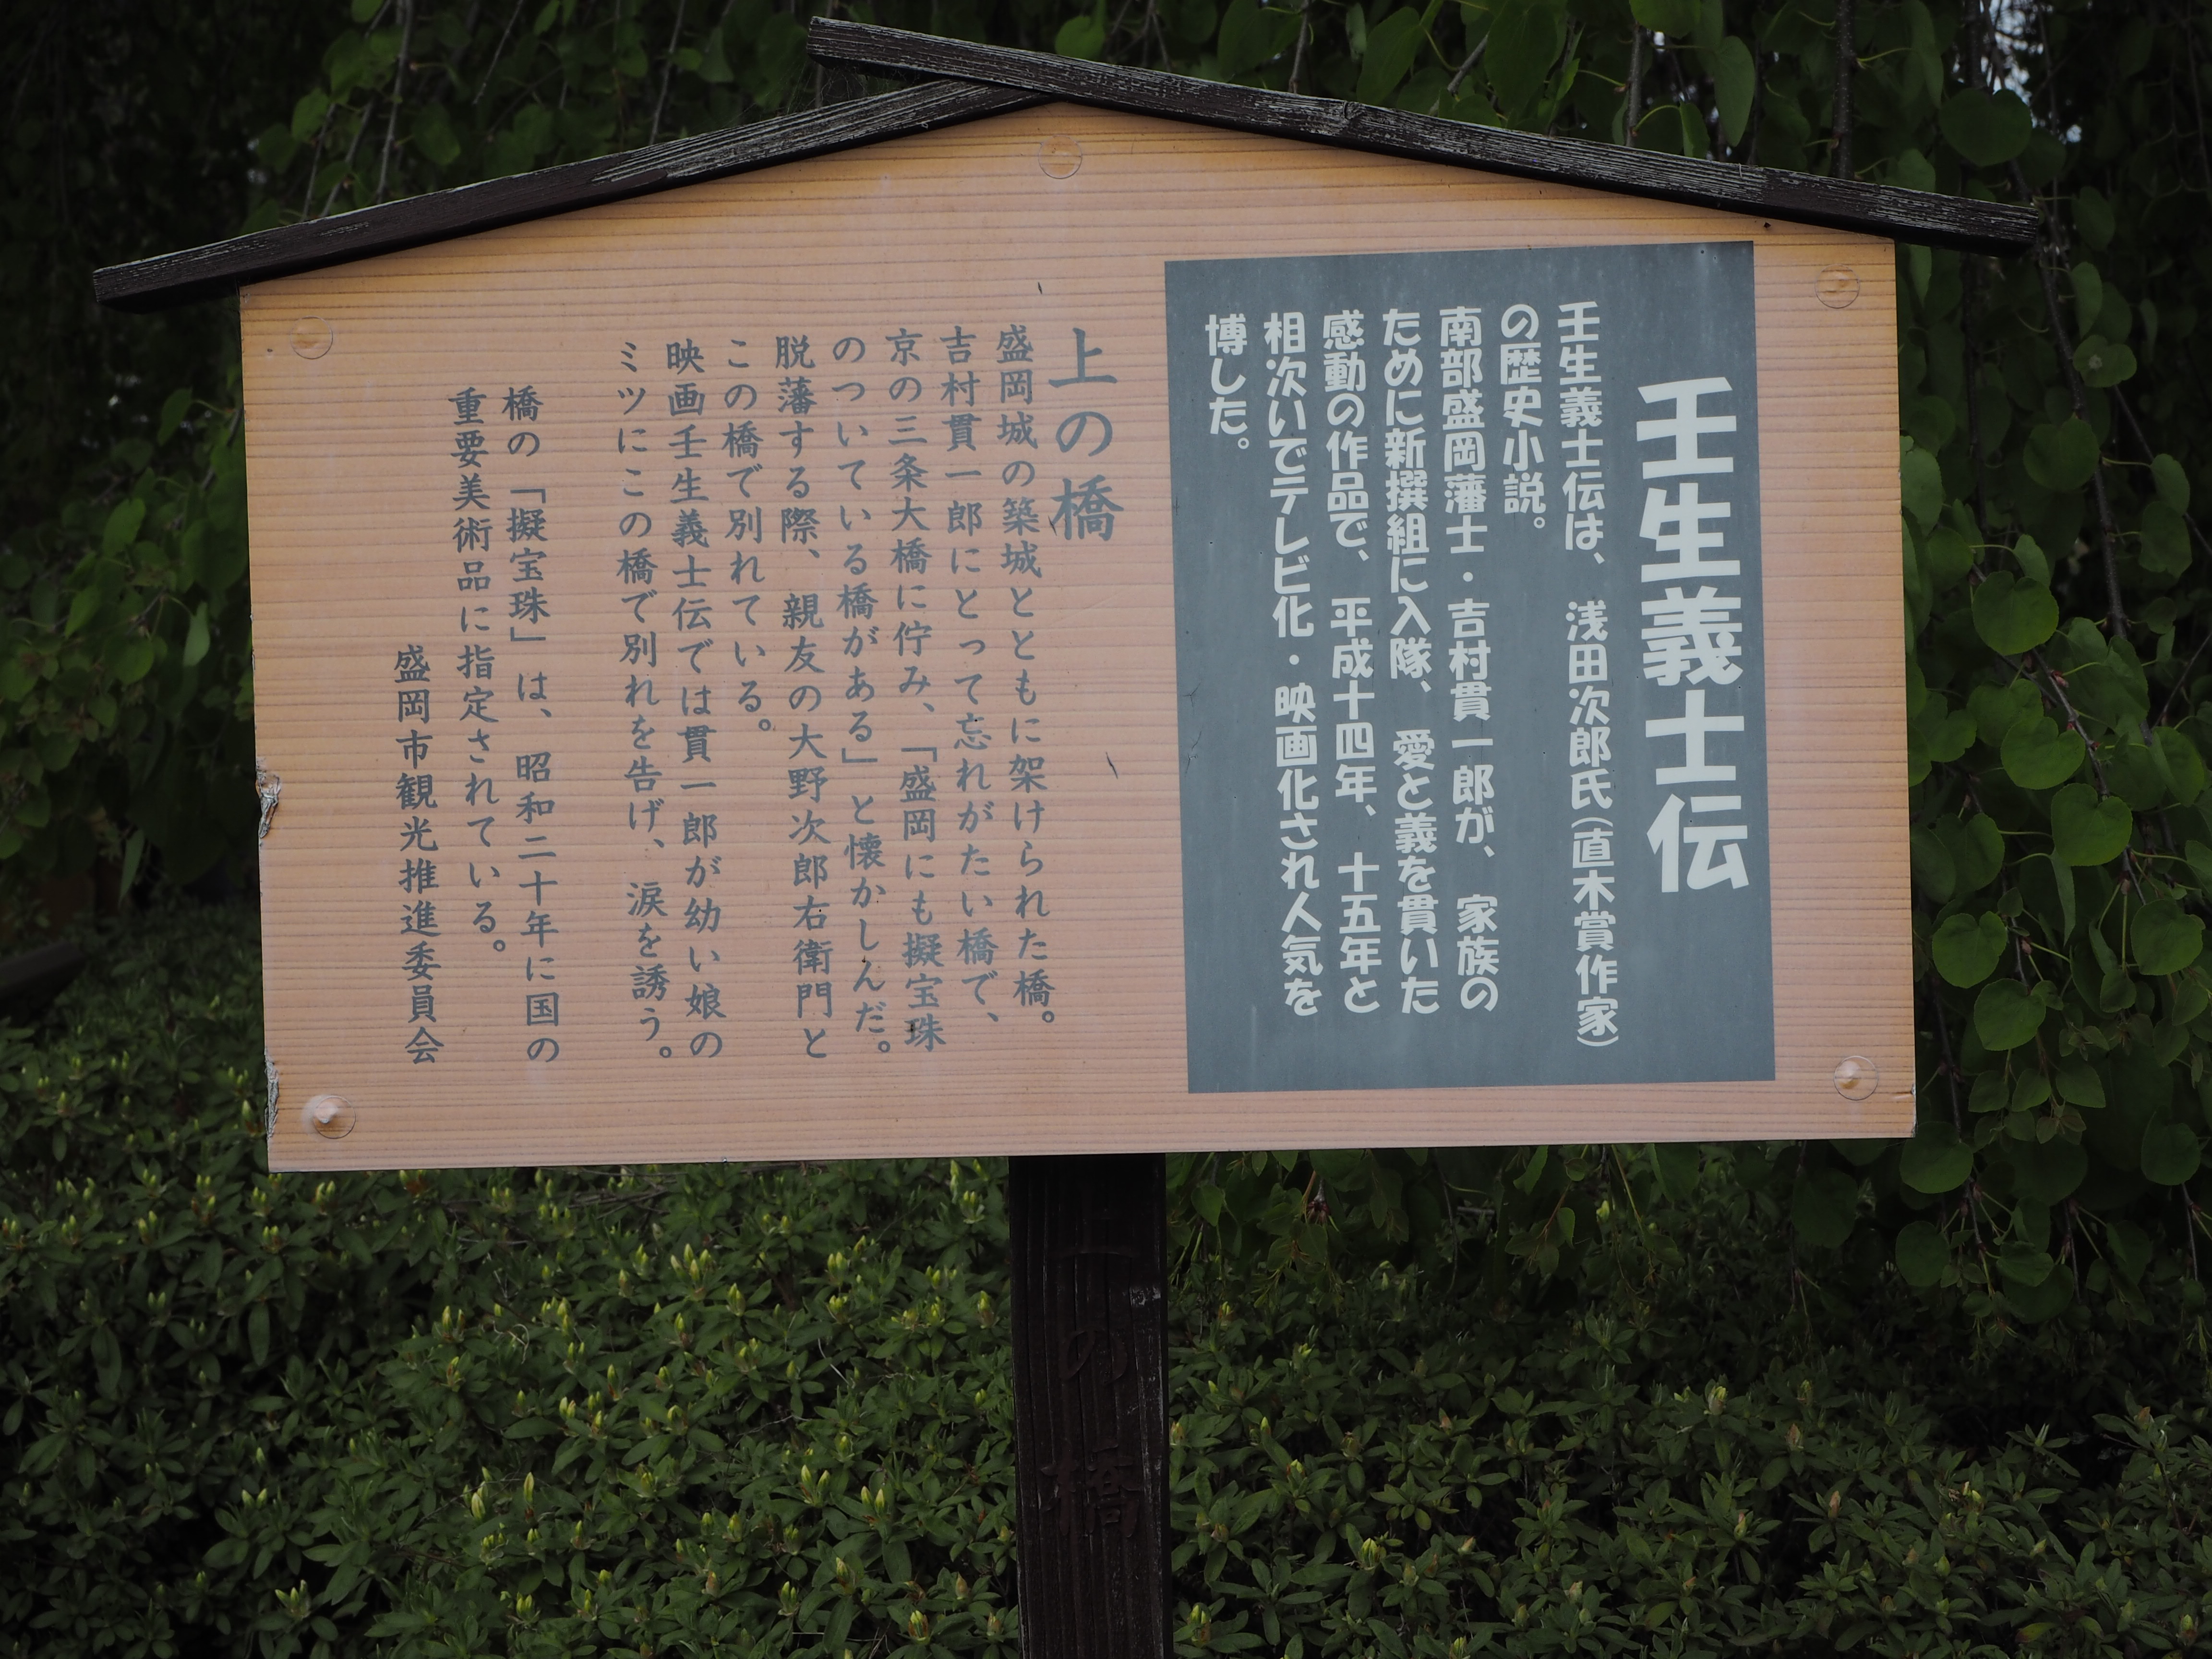 壬生義士伝
壬生義士伝は、浅田次郎氏(直木賞作家)
の歴史小説。
南部盛岡藩士・吉村貫一郎が、家族の
ために新撰組に入隊、愛と義を貫いた
感動の作品で、平成十四年、十五年と
相次いでテレビ化・映画化され人気を
博した。
上の橋
盛岡城の築城とともに架けられた橋。
吉村貫一郎にとって忘れがたい橋で、
京の三条大橋に佇み、「盛岡にも擬宝珠
のついている橋がある」と懐かしんだ。
脱藩する際、親友の大野次郎右衛門と
この橋で別れている。
映画壬生義士伝では貫一郎が幼い娘の
ミツにこの橋で別れを告げ、涙を誘う。
橋の「擬宝珠」は、昭和二十年に国の
重要美術品に指定されている。
盛岡市観光推進委員会
上の橋